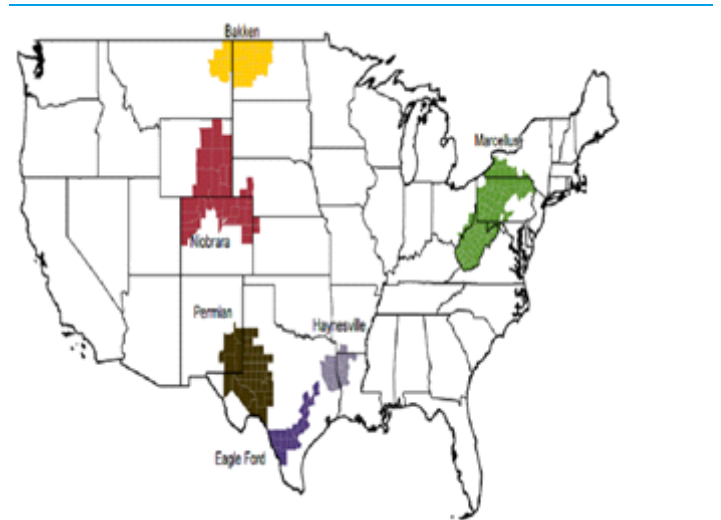 Bakken
Marcellus
Niobrara
Permian
Haynesville
Eagle Ford